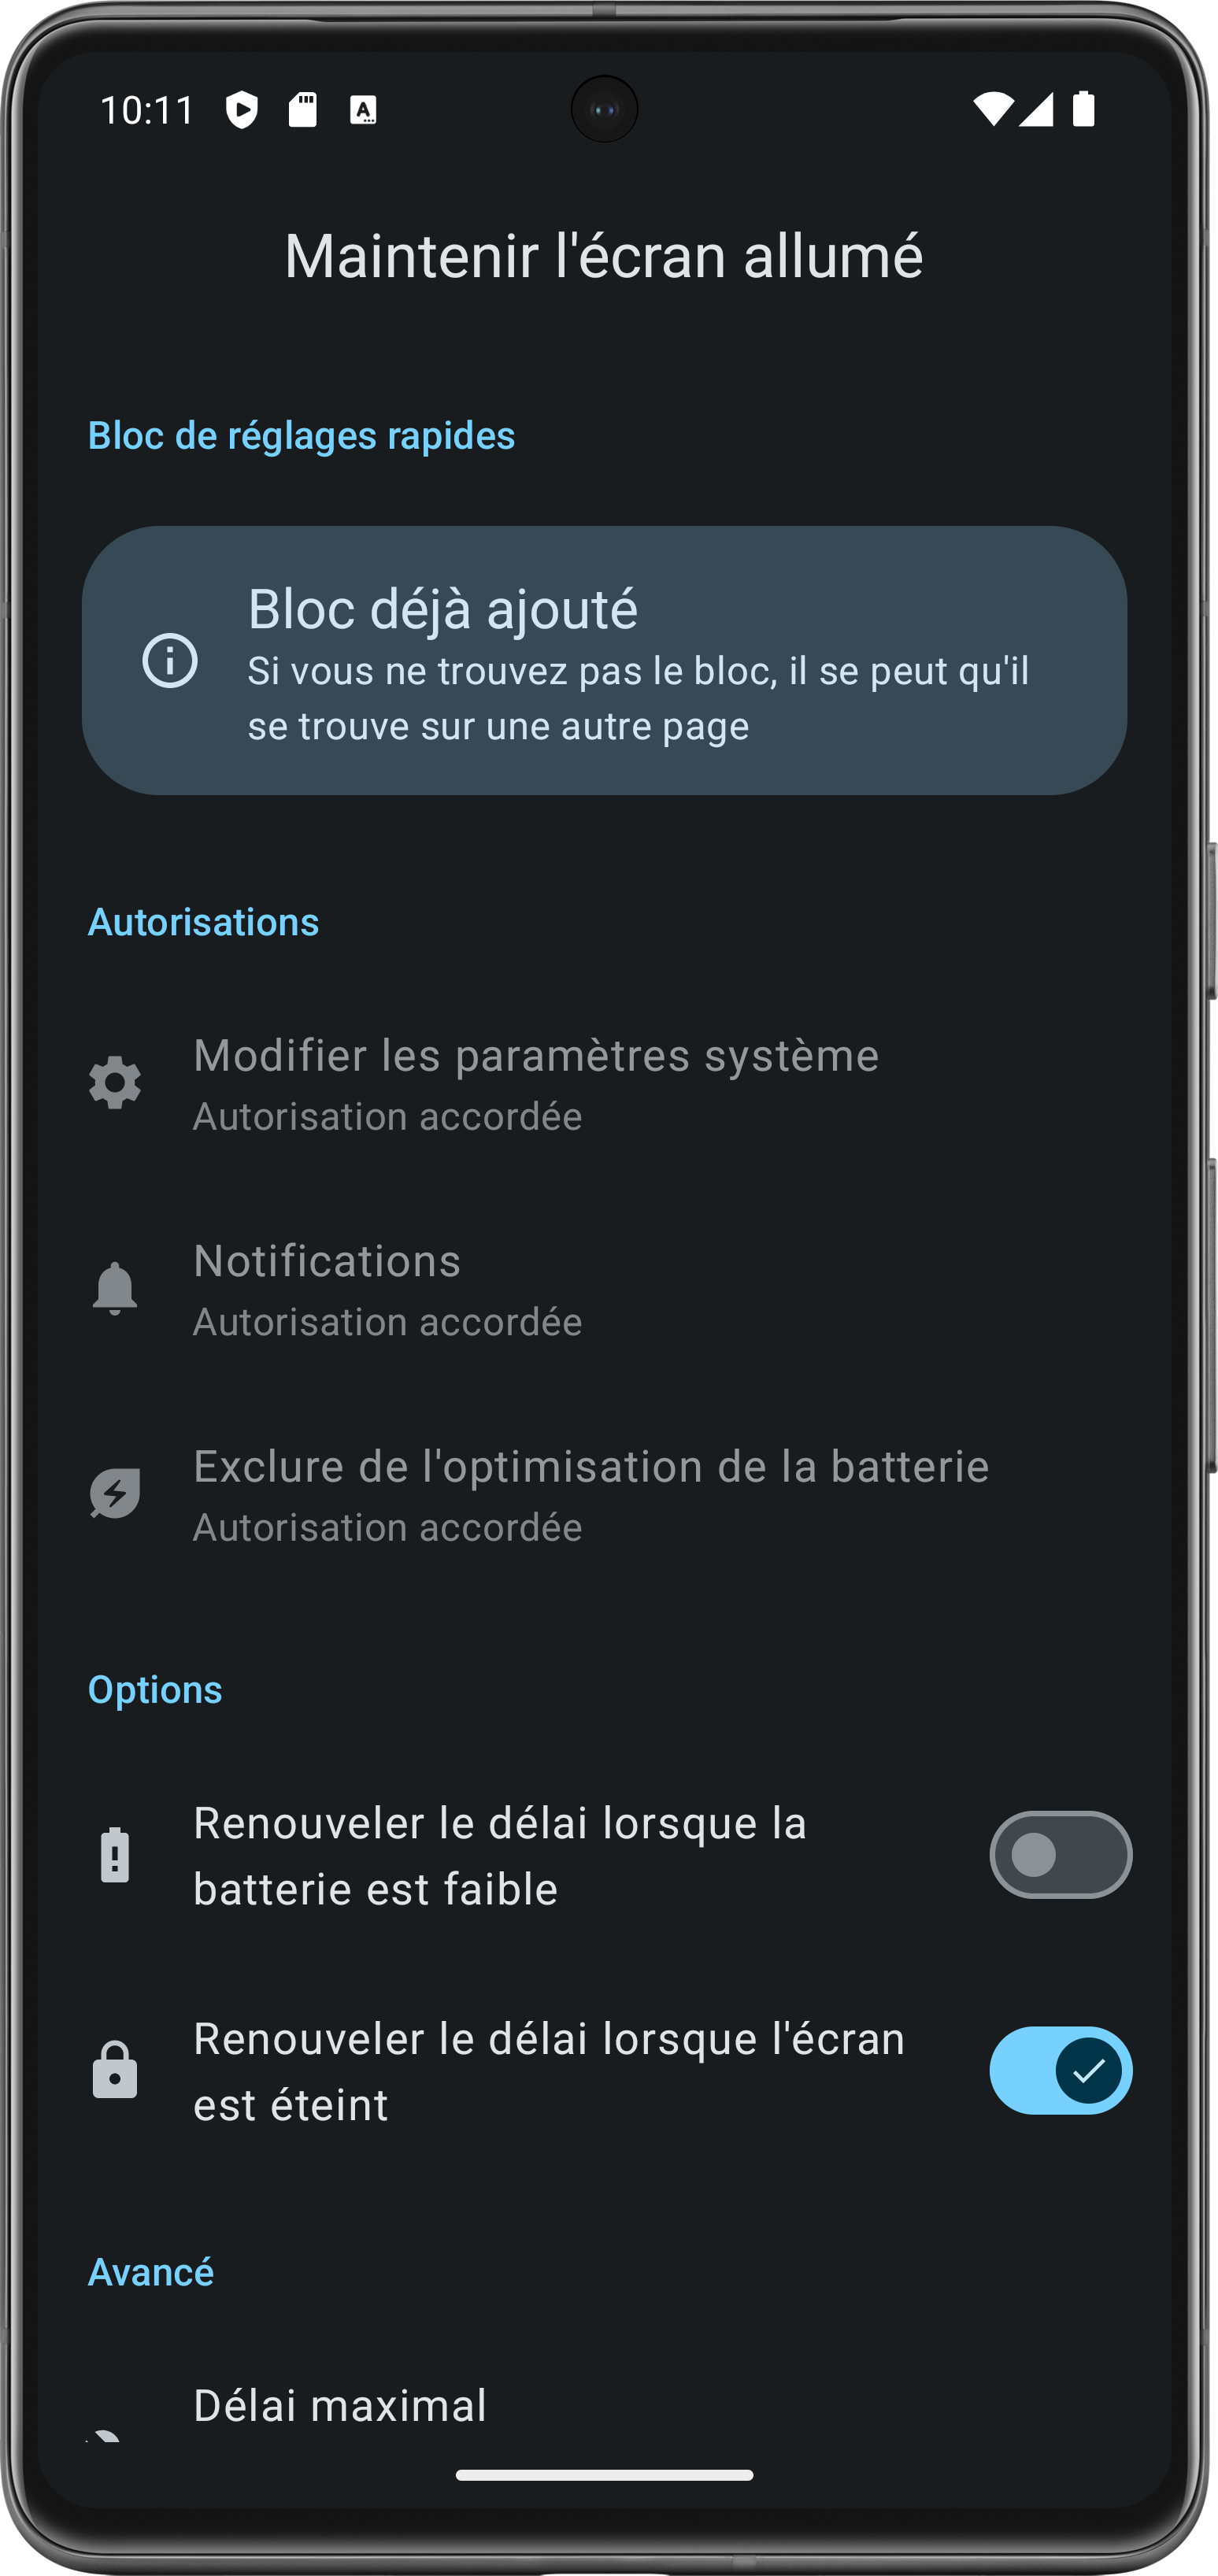 10:11
Maintenir l'écran allumé
Bloc de réglages rapides
Bloc déjà ajouté
Si vous ne trouvez pas le bloc, il se peut qu'il
se trouve sur une autre page
Autorisations
Modifier les paramètres système
Autorisation accordée
Notifications
Autorisation accordée
Exclure de l'optimisation de la batterie
Autorisation accordée
Options
Renouveler le délai lorsque la
batterie est faible
Renouveler le délai lorsque l'écran
est éteint
Avancé
Délai maximal